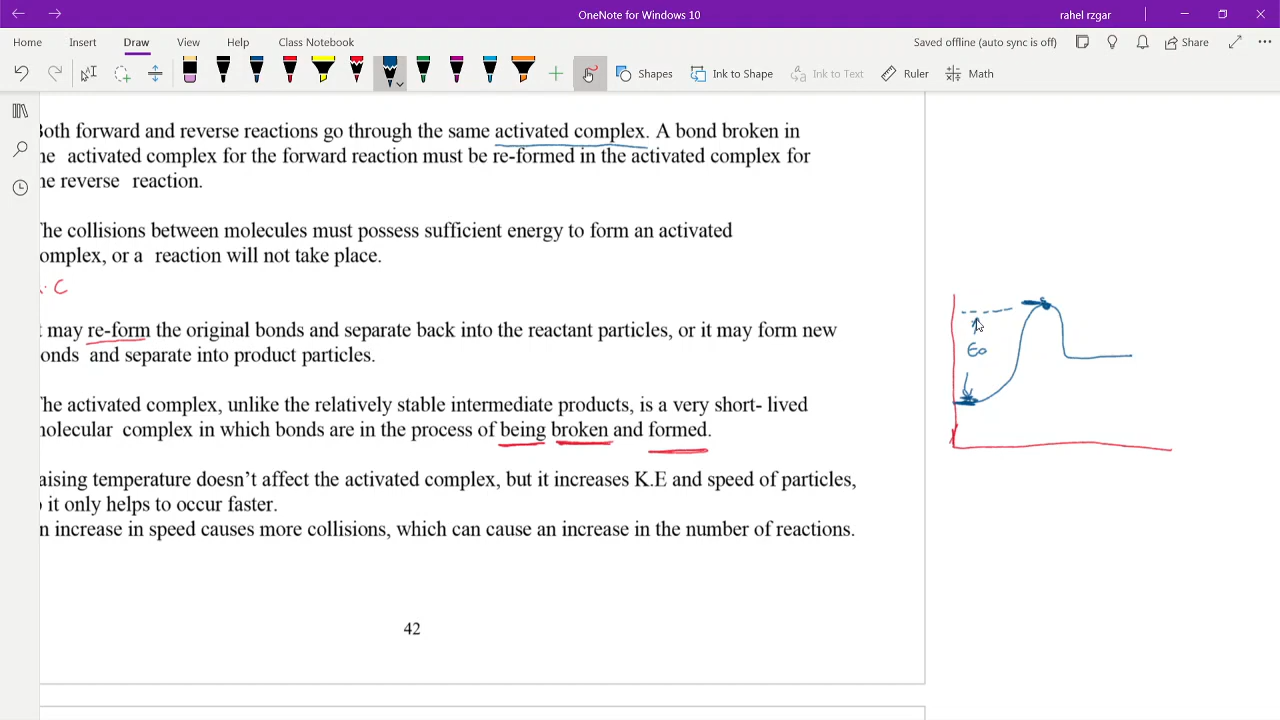 OneNote for Windows 10
rahel rzgar
Home Insert Draw View Help Class Notebook
Saved offline (auto sync is off) Share
Shapes Ink to Shape Ink to Text Ruler Math
Both forward and reverse reactions go through the same activated complex. A bond broken in
he activated complex for the forward reaction must be re-formed in the activated complex for
he reverse reaction.
The collisions between molecules must possess sufficient energy to form an activated
omplex, or a reaction will not take place.
C
t may re-form the original bonds and separate back into the reactant particles, or it may form new
onds and separate into product particles.
The activated complex, unlike the relatively stable intermediate products, is a very short- lived
molecular complex in which bonds are in the process of being broken and formed.
aising temperature doesn't affect the activated complex, but it increases K.E and speed of particles,
it only helps to occur faster.
n increase in speed causes more collisions, which can cause an increase in the number of reactions.
42